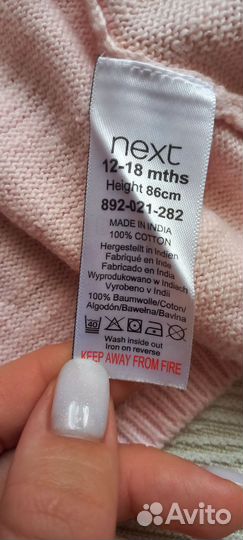 next
12-18 mths
Height 86cm
892-021-282
MADE IN INDIA
100% COTTON
Hergestellt in Indien
Fabriqué en Inde
Fabricado en India
Wyprodukowano w Indiach
Vyrobeno v Indii
100% Baumwolle/Coton/
Algodón/Bawełna/Bavlna
40
Wash inside out
Iron on reverse
KEEP AWAY FROM FIRE
Avito